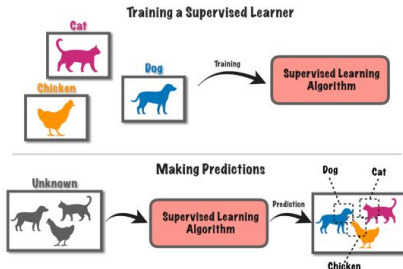 Training a Supervised Learner
Cat
Chicken
Dog
Training
Supervised Learning
Algorithm
Making Predictions
Unknown
Supervised Learning
Algorithm
Prediction
Dog
Cat
Chicken